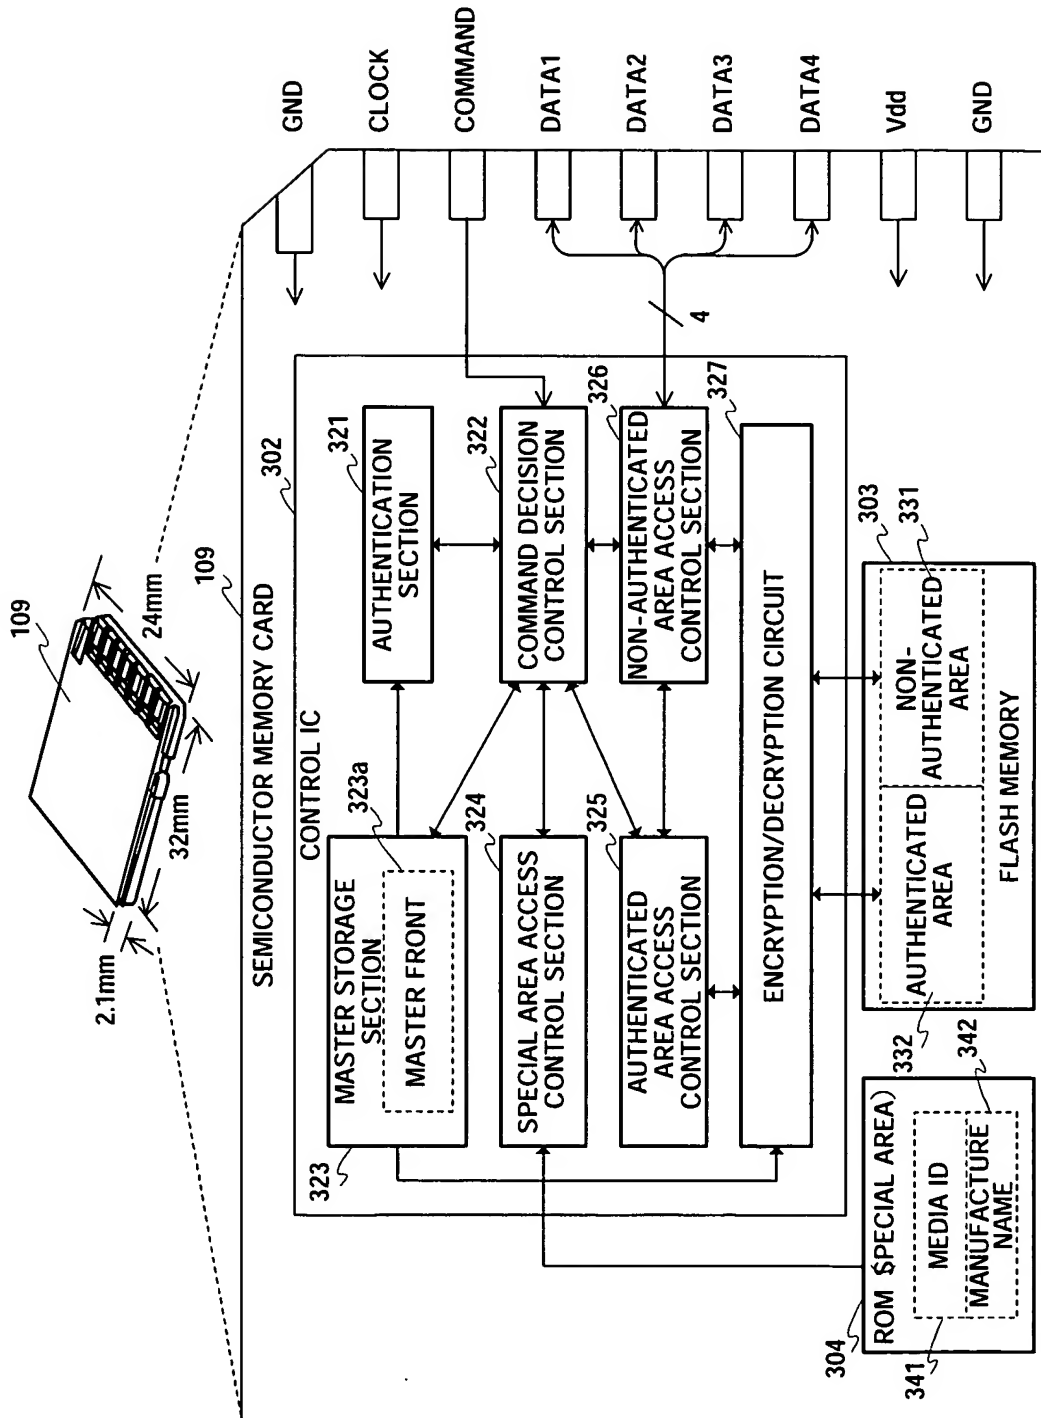 109
24mm
32mm
2.1mm
109
SEMICONDUCTOR MEMORY CARD
302
CONTROL IC
323
MASTER STORAGE
SECTION
323a
MASTER FRONT
321
AUTHENTICATION
SECTION
324
SPECIAL AREA ACCESS
CONTROL SECTION
322
COMMAND DECISION
CONTROL SECTION
325
AUTHENTICATED
AREA ACCESS
CONTROL SECTION
326
NON-AUTHENTICATED
AREA ACCESS
CONTROL SECTION
327
ENCRYPTION/DECRYPTION CIRCUIT
4
GND
CLOCK
COMMAND
DATA1
DATA2
DATA3
DATA4
Vdd
GND
304
ROM SPECIAL AREA)
341
MEDIA ID
342
MANUFACTURE
NAME
303
332
AUTHENTICATED
AREA
331
NON-
AUTHENTICATED
AREA
FLASH MEMORY